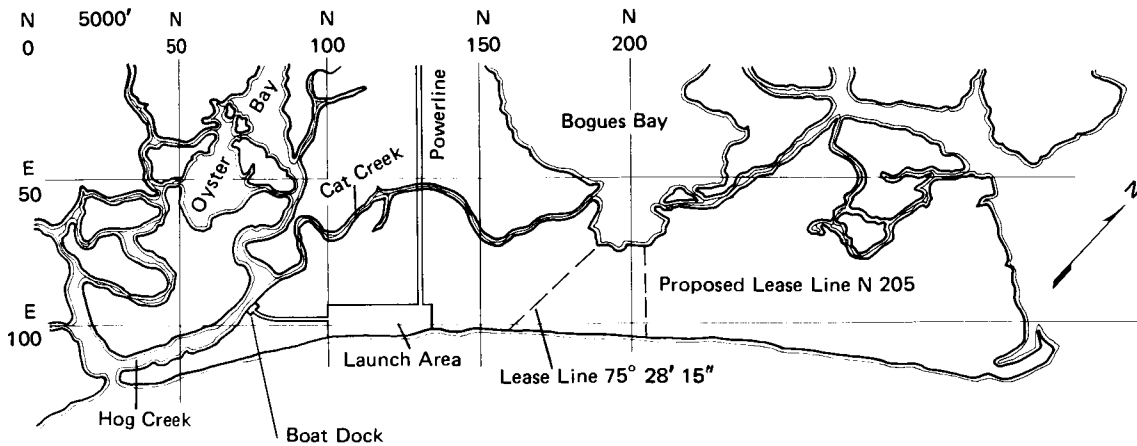 N 5000' N N N N
0 50 100 150 200
Oyster Bay
Powerline
Bogues Bay
Cat Creek
E
50
N
Proposed Lease Line N 205
E
100
Launch Area
Lease Line 75° 28' 15"
Hog Creek
Boat Dock